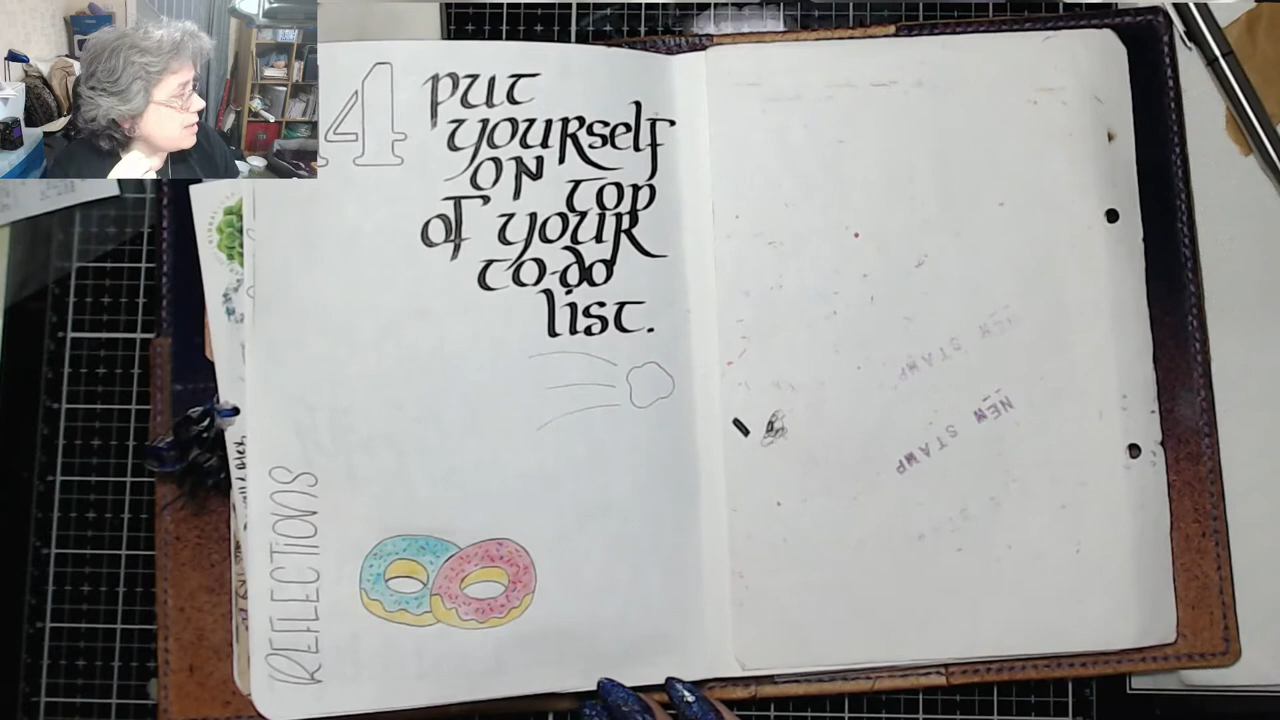 4
put
yourself
on top
of your
to-do
list.
REFLECTIONS
NEW STAMP
NEW STAMP